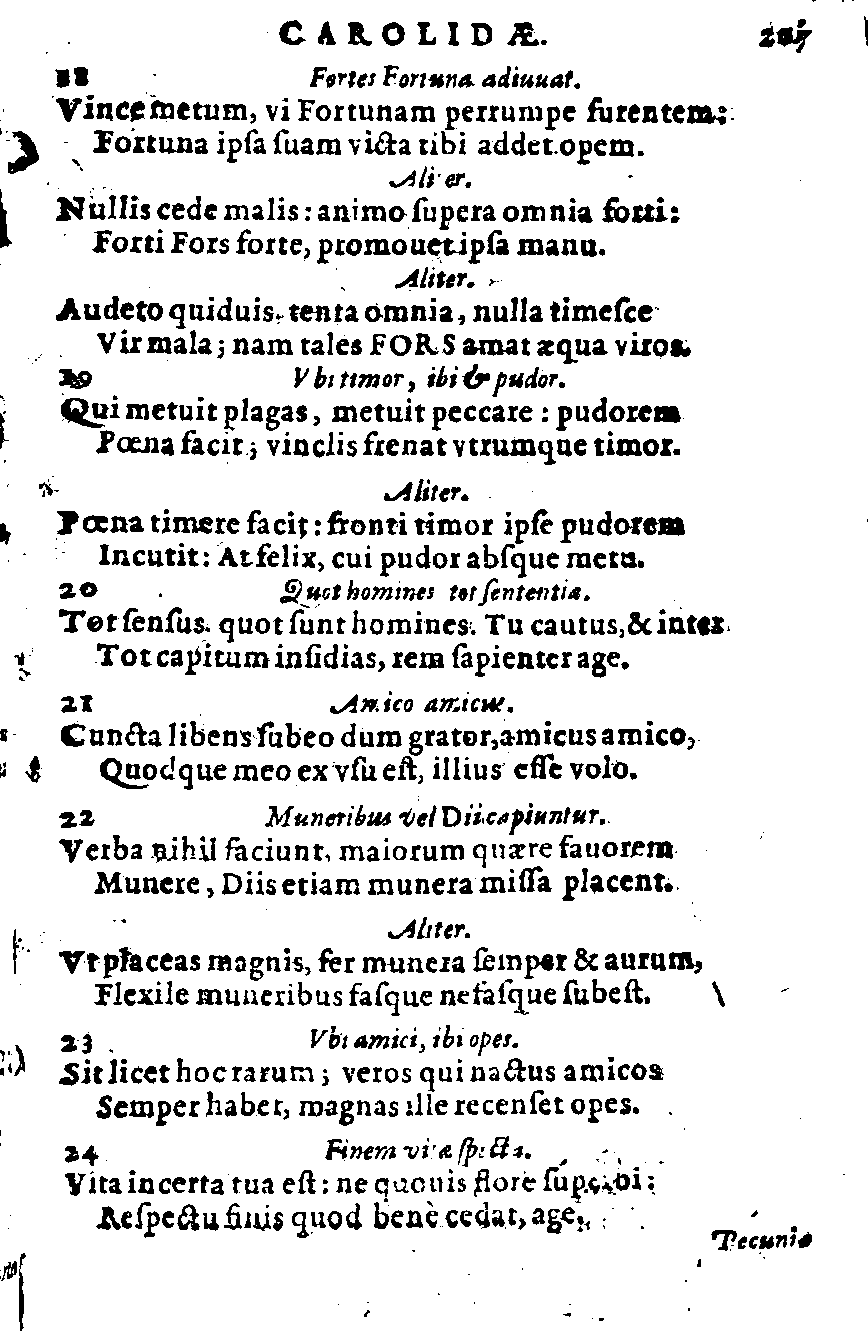 CAROLIDÆ. 207
18 Fortes Fortuna adiuuat.
Vince metum, vi Fortunam perrumpe furentem;
Fortuna ipſa ſuam victa tibi addet opem.
Aliter.
Nullis cede malis: animo ſupera omnia forti:
Forti Fors forte, promouet ipſa manu.
Aliter.
Audeto quiduis, tenta omnia, nulla timeſce
Vir mala; nam tales FORS amat æqua viros.
19 Vbi timor, ibi & pudor.
Qui metuit plagas, metuit peccare: pudorem
Pœna facit; vinclis frenat vtrumque timor.
Aliter.
Pœna timere facit: fronti timor ipſe pudorem
Incutit: At felix, cui pudor abſque metu.
20 Quot homines tot ſententiæ.
Tot ſenſus quot ſunt homines. Tu cautus, & inter
Tot capitum inſidias, rem ſapienter age.
21 Amico amicus.
Cuncta libens ſubeo dum grator, amicus amico,
Quodque meo ex vſu eſt, illius eſſe volo.
22 Muneribus vel Dii capiuntur.
Verba nihil faciunt, maiorum quære fauorem
Munere, Diis etiam munera miſſa placent.
Aliter.
Vt placeas magnis, fer munera ſemper & aurum,
Flexile muneribus faſque nefaſque ſubeſt.
23 Vbi amici, ibi opes.
Sit licet hoc rarum; veros qui nactus amicos
Semper habet, magnas ille recenſet opes.
24 Finem vitæ ſpecta.
Vita incerta tua eſt: ne quouis flore ſuperbi:
Reſpectu finis quod benè cedat, age,
Pecunia